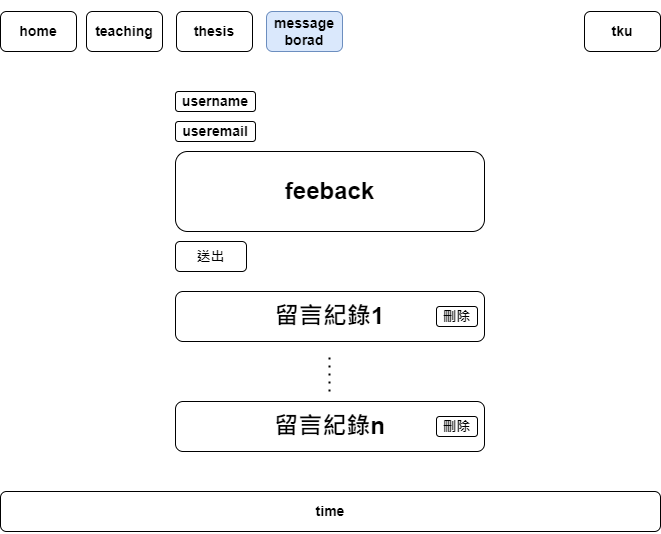 home
teaching
thesis
message
borad
tku
username
useremail
feeback
送出
留言紀錄1
刪除
留言紀錄n
刪除
time